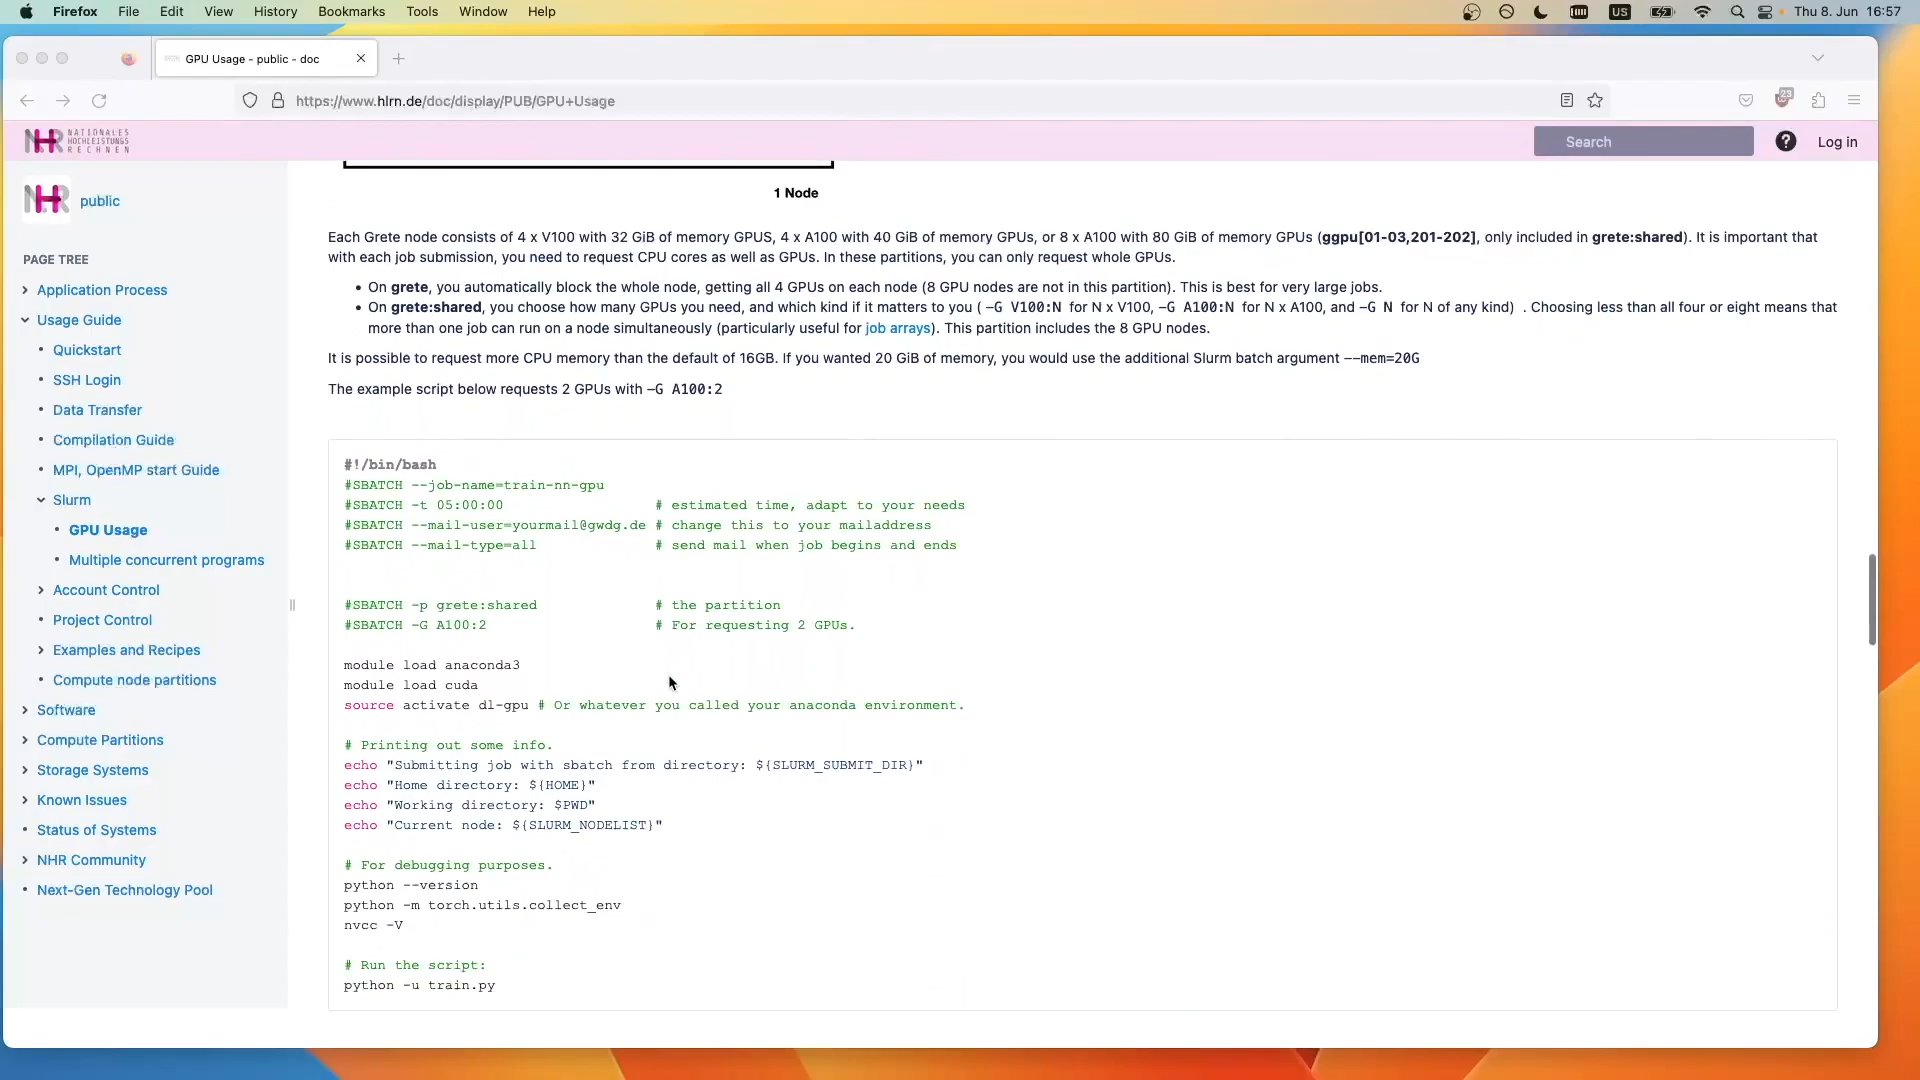 Firefox File Edit View History Bookmarks Tools Window Help US Thu 8. Jun 16:57
GPU Usage - public - doc
https://www.hlrn.de/doc/display/PUB/GPU+Usage
23
NHR NATIONALES HOCHLEISTUNGS RECHNEN
Search
Log in
public
PAGE TREE
Application Process
Usage Guide
Quickstart
SSH Login
Data Transfer
Compilation Guide
MPI, OpenMP start Guide
Slurm
GPU Usage
Multiple concurrent programs
Account Control
Project Control
Examples and Recipes
Compute node partitions
Software
Compute Partitions
Storage Systems
Known Issues
Status of Systems
NHR Community
Next-Gen Technology Pool
1 Node
Each Grete node consists of 4 x V100 with 32 GiB of memory GPUS, 4 x A100 with 40 GiB of memory GPUs, or 8 x A100 with 80 GiB of memory GPUs (ggpu[01-03,201-202], only included in grete:shared). It is important that
with each job submission, you need to request CPU cores as well as GPUs. In these partitions, you can only request whole GPUs.
• On grete, you automatically block the whole node, getting all 4 GPUs on each node (8 GPU nodes are not in this partition). This is best for very large jobs.
• On grete:shared, you choose how many GPUs you need, and which kind if it matters to you ( -G V100:N for N x V100, -G A100:N for N x A100, and -G N for N of any kind) . Choosing less than all four or eight means that
more than one job can run on a node simultaneously (particularly useful for job arrays). This partition includes the 8 GPU nodes.
It is possible to request more CPU memory than the default of 16GB. If you wanted 20 GiB of memory, you would use the additional Slurm batch argument --mem=20G
The example script below requests 2 GPUs with -G A100:2
#!/bin/bash
#SBATCH --job-name=train-nn-gpu
#SBATCH -t 05:00:00 # estimated time, adapt to your needs
#SBATCH --mail-user=yourmail@gwdg.de # change this to your mailaddress
#SBATCH --mail-type=all # send mail when job begins and ends
#SBATCH -p grete:shared # the partition
#SBATCH -G A100:2 # For requesting 2 GPUs.
module load anaconda3
module load cuda
source activate dl-gpu # Or whatever you called your anaconda environment.
# Printing out some info.
echo "Submitting job with sbatch from directory: ${SLURM_SUBMIT_DIR}"
echo "Home directory: ${HOME}"
echo "Working directory: $PWD"
echo "Current node: ${SLURM_NODELIST}"
# For debugging purposes.
python --version
python -m torch.utils.collect_env
nvcc -V
# Run the script:
python -u train.py